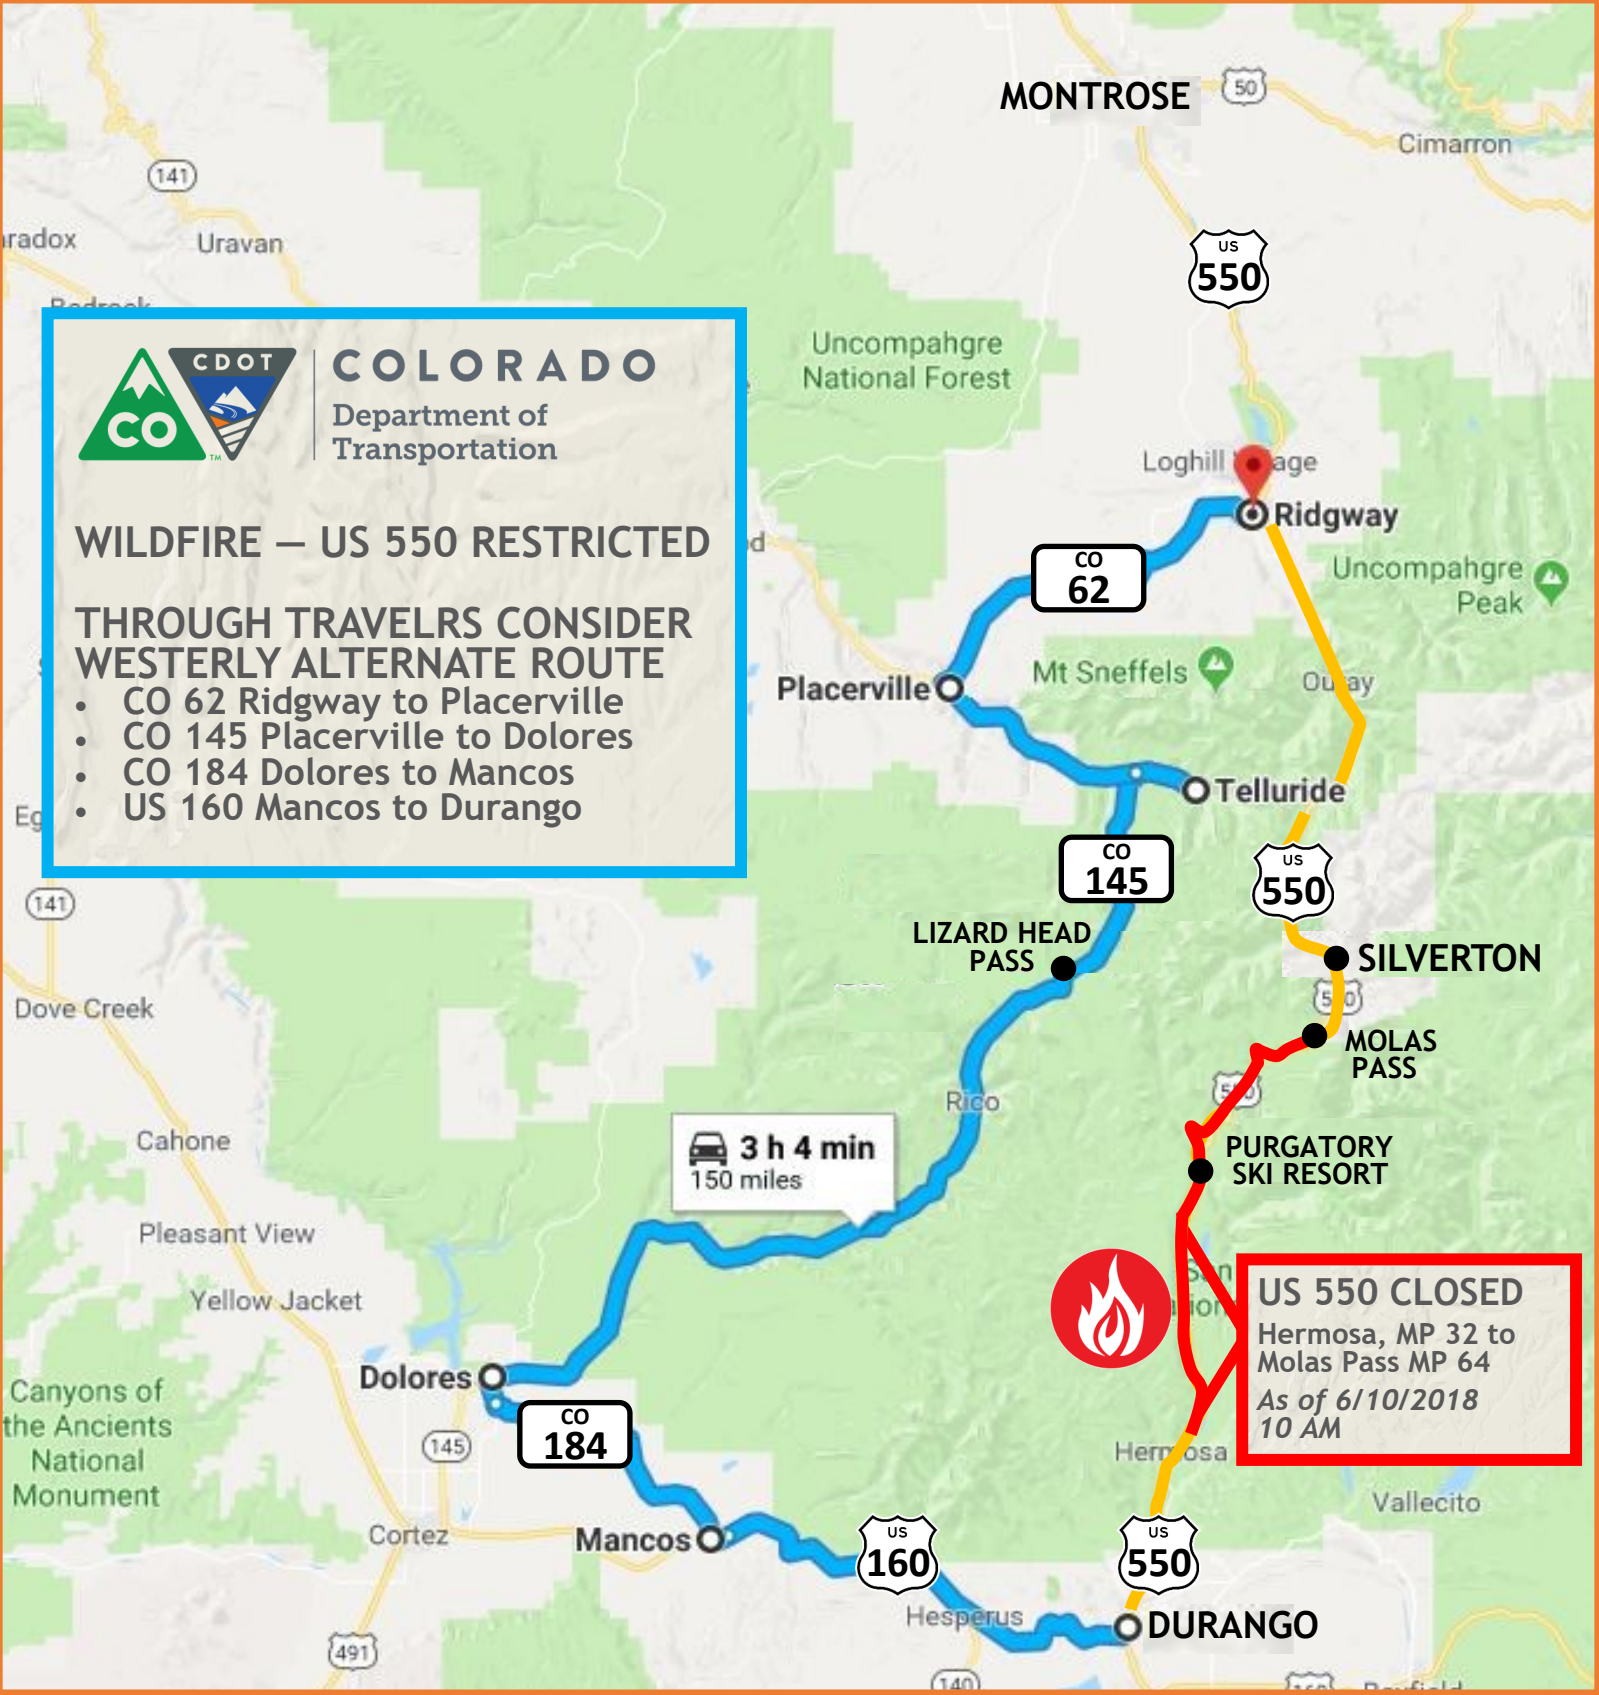 MONTROSE
50
Cimarron
141
Uravan
US
550
CDOT
CO
TM
COLORADO
Department of
Transportation
WILDFIRE — US 550 RESTRICTED
THROUGH TRAVELRS CONSIDER
WESTERLY ALTERNATE ROUTE
• CO 62 Ridgway to Placerville
• CO 145 Placerville to Dolores
• CO 184 Dolores to Mancos
• US 160 Mancos to Durango
Uncompahgre
National Forest
Ridgway
CO
62
Uncompahgre
Peak
Mt Sneffels
Placerville
Telluride
CO
145
US
550
141
LIZARD HEAD
PASS
SILVERTON
Dove Creek
MOLAS
PASS
Rico
Cahone
3 h 4 min
150 miles
PURGATORY
SKI RESORT
Pleasant View
Yellow Jacket
US 550 CLOSED
Hermosa, MP 32 to
Molas Pass MP 64
As of 6/10/2018
10 AM
Dolores
Canyons of
the Ancients
National
Monument
CO
184
145
Hermosa
Vallecito
Cortez
Mancos
US
160
US
550
Hesperus
DURANGO
491
140